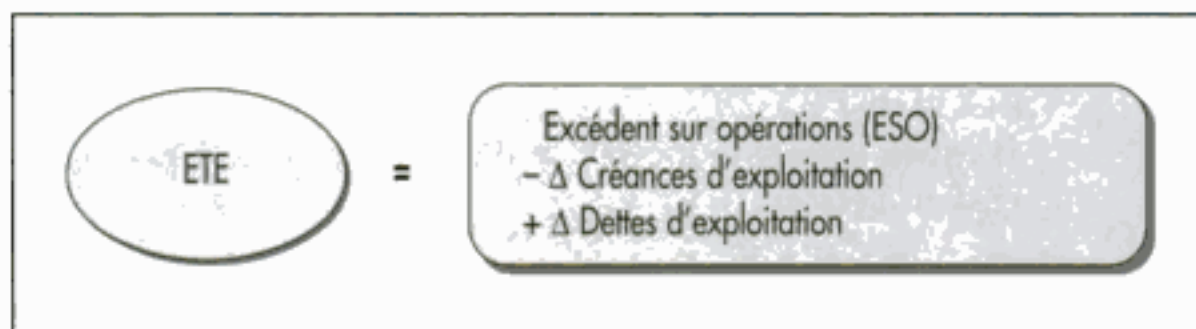 ETE
=
Excédent sur opérations (ESO)
– Δ Créances d'exploitation
+ Δ Dettes d'exploitation